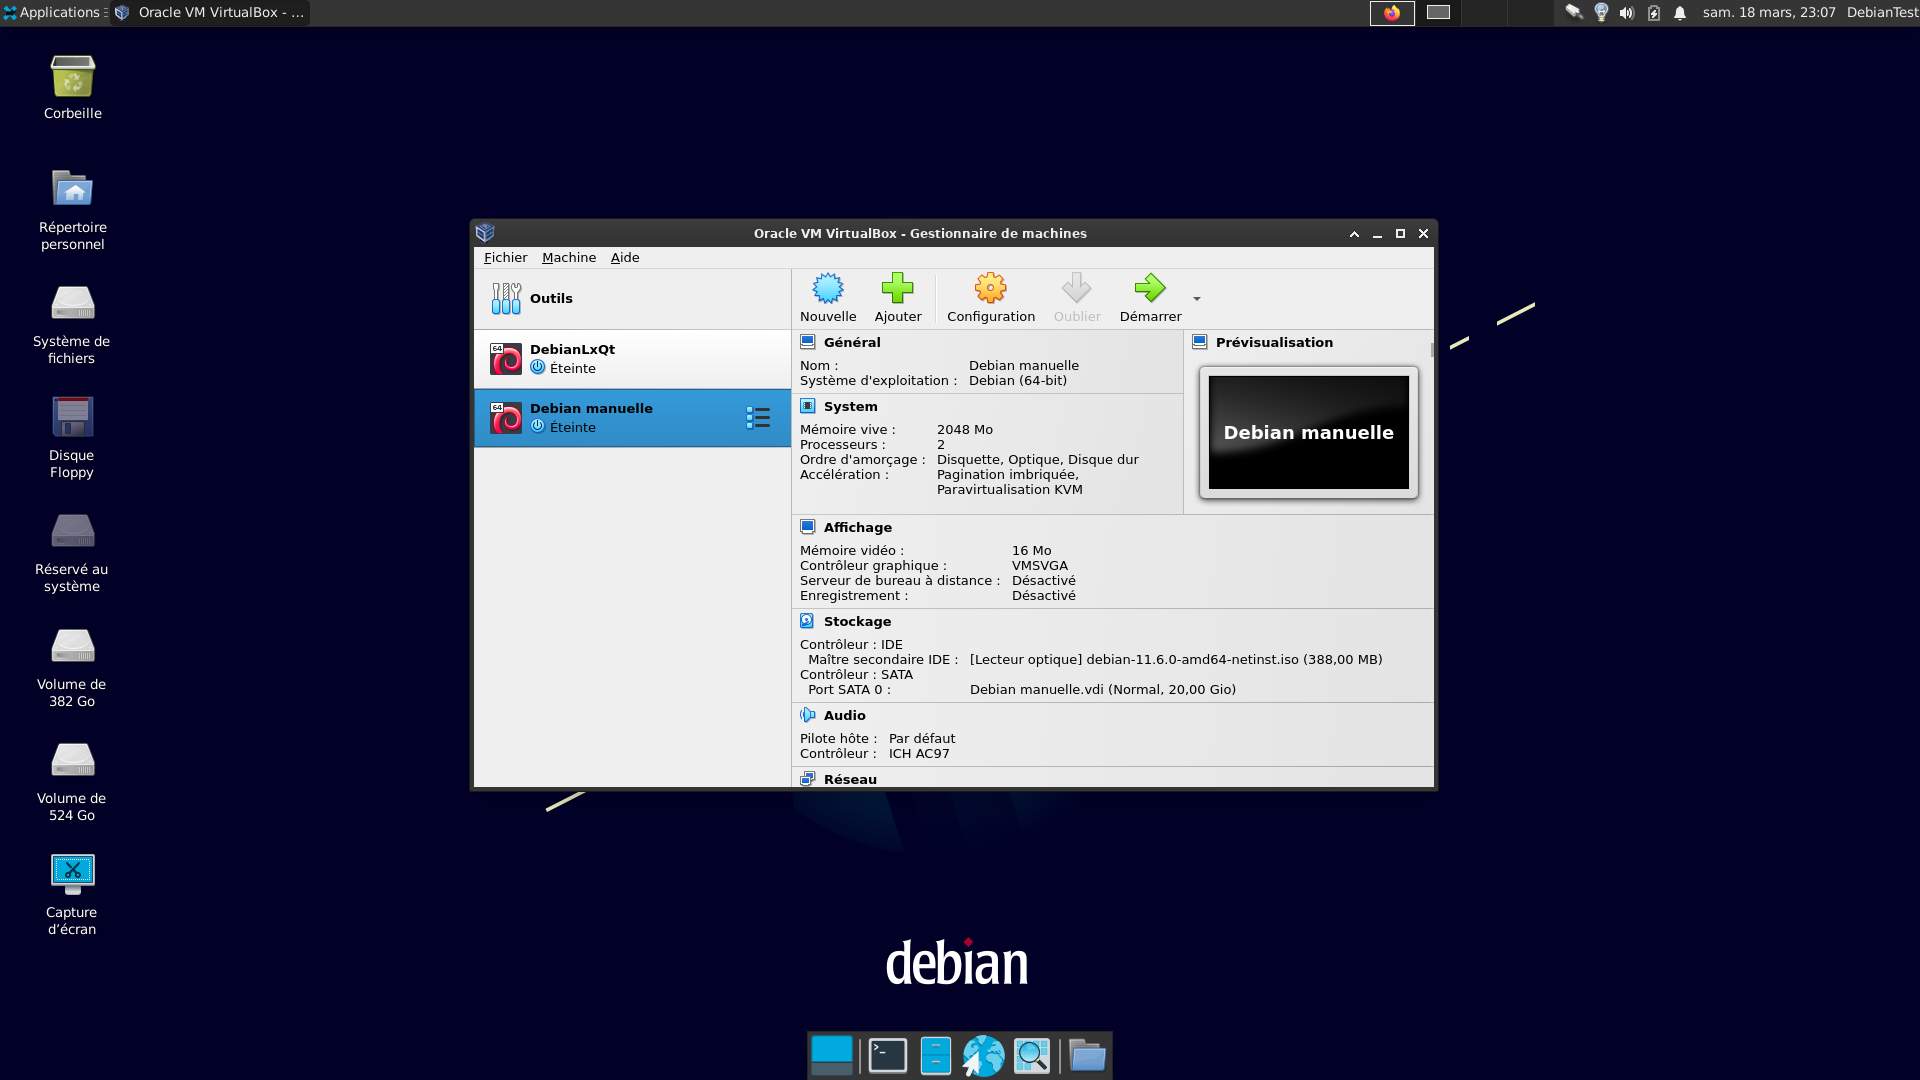 Applications
Oracle VM VirtualBox - ...
sam. 18 mars, 23:07
DebianTest
Corbeille
Répertoire
personnel
Système de
fichiers
Disque
Floppy
Réservé au
système
Volume de
382 Go
Volume de
524 Go
Capture
d’écran
Oracle VM VirtualBox - Gestionnaire de machines
Fichier Machine Aide
Outils
64
DebianLxQt
Éteinte
64
Debian manuelle
Éteinte
Nouvelle Ajouter Configuration Oublier Démarrer
Général
Nom : Debian manuelle
Système d'exploitation : Debian (64-bit)
System
Mémoire vive : 2048 Mo
Processeurs : 2
Ordre d'amorçage : Disquette, Optique, Disque dur
Accélération : Pagination imbriquée,
Paravirtualisation KVM
Prévisualisation
Debian manuelle
Affichage
Mémoire vidéo : 16 Mo
Contrôleur graphique : VMSVGA
Serveur de bureau à distance : Désactivé
Enregistrement : Désactivé
Stockage
Contrôleur : IDE
Maître secondaire IDE : [Lecteur optique] debian-11.6.0-amd64-netinst.iso (388,00 MB)
Contrôleur : SATA
Port SATA 0 : Debian manuelle.vdi (Normal, 20,00 Gio)
Audio
Pilote hôte : Par défaut
Contrôleur : ICH AC97
Réseau
debian